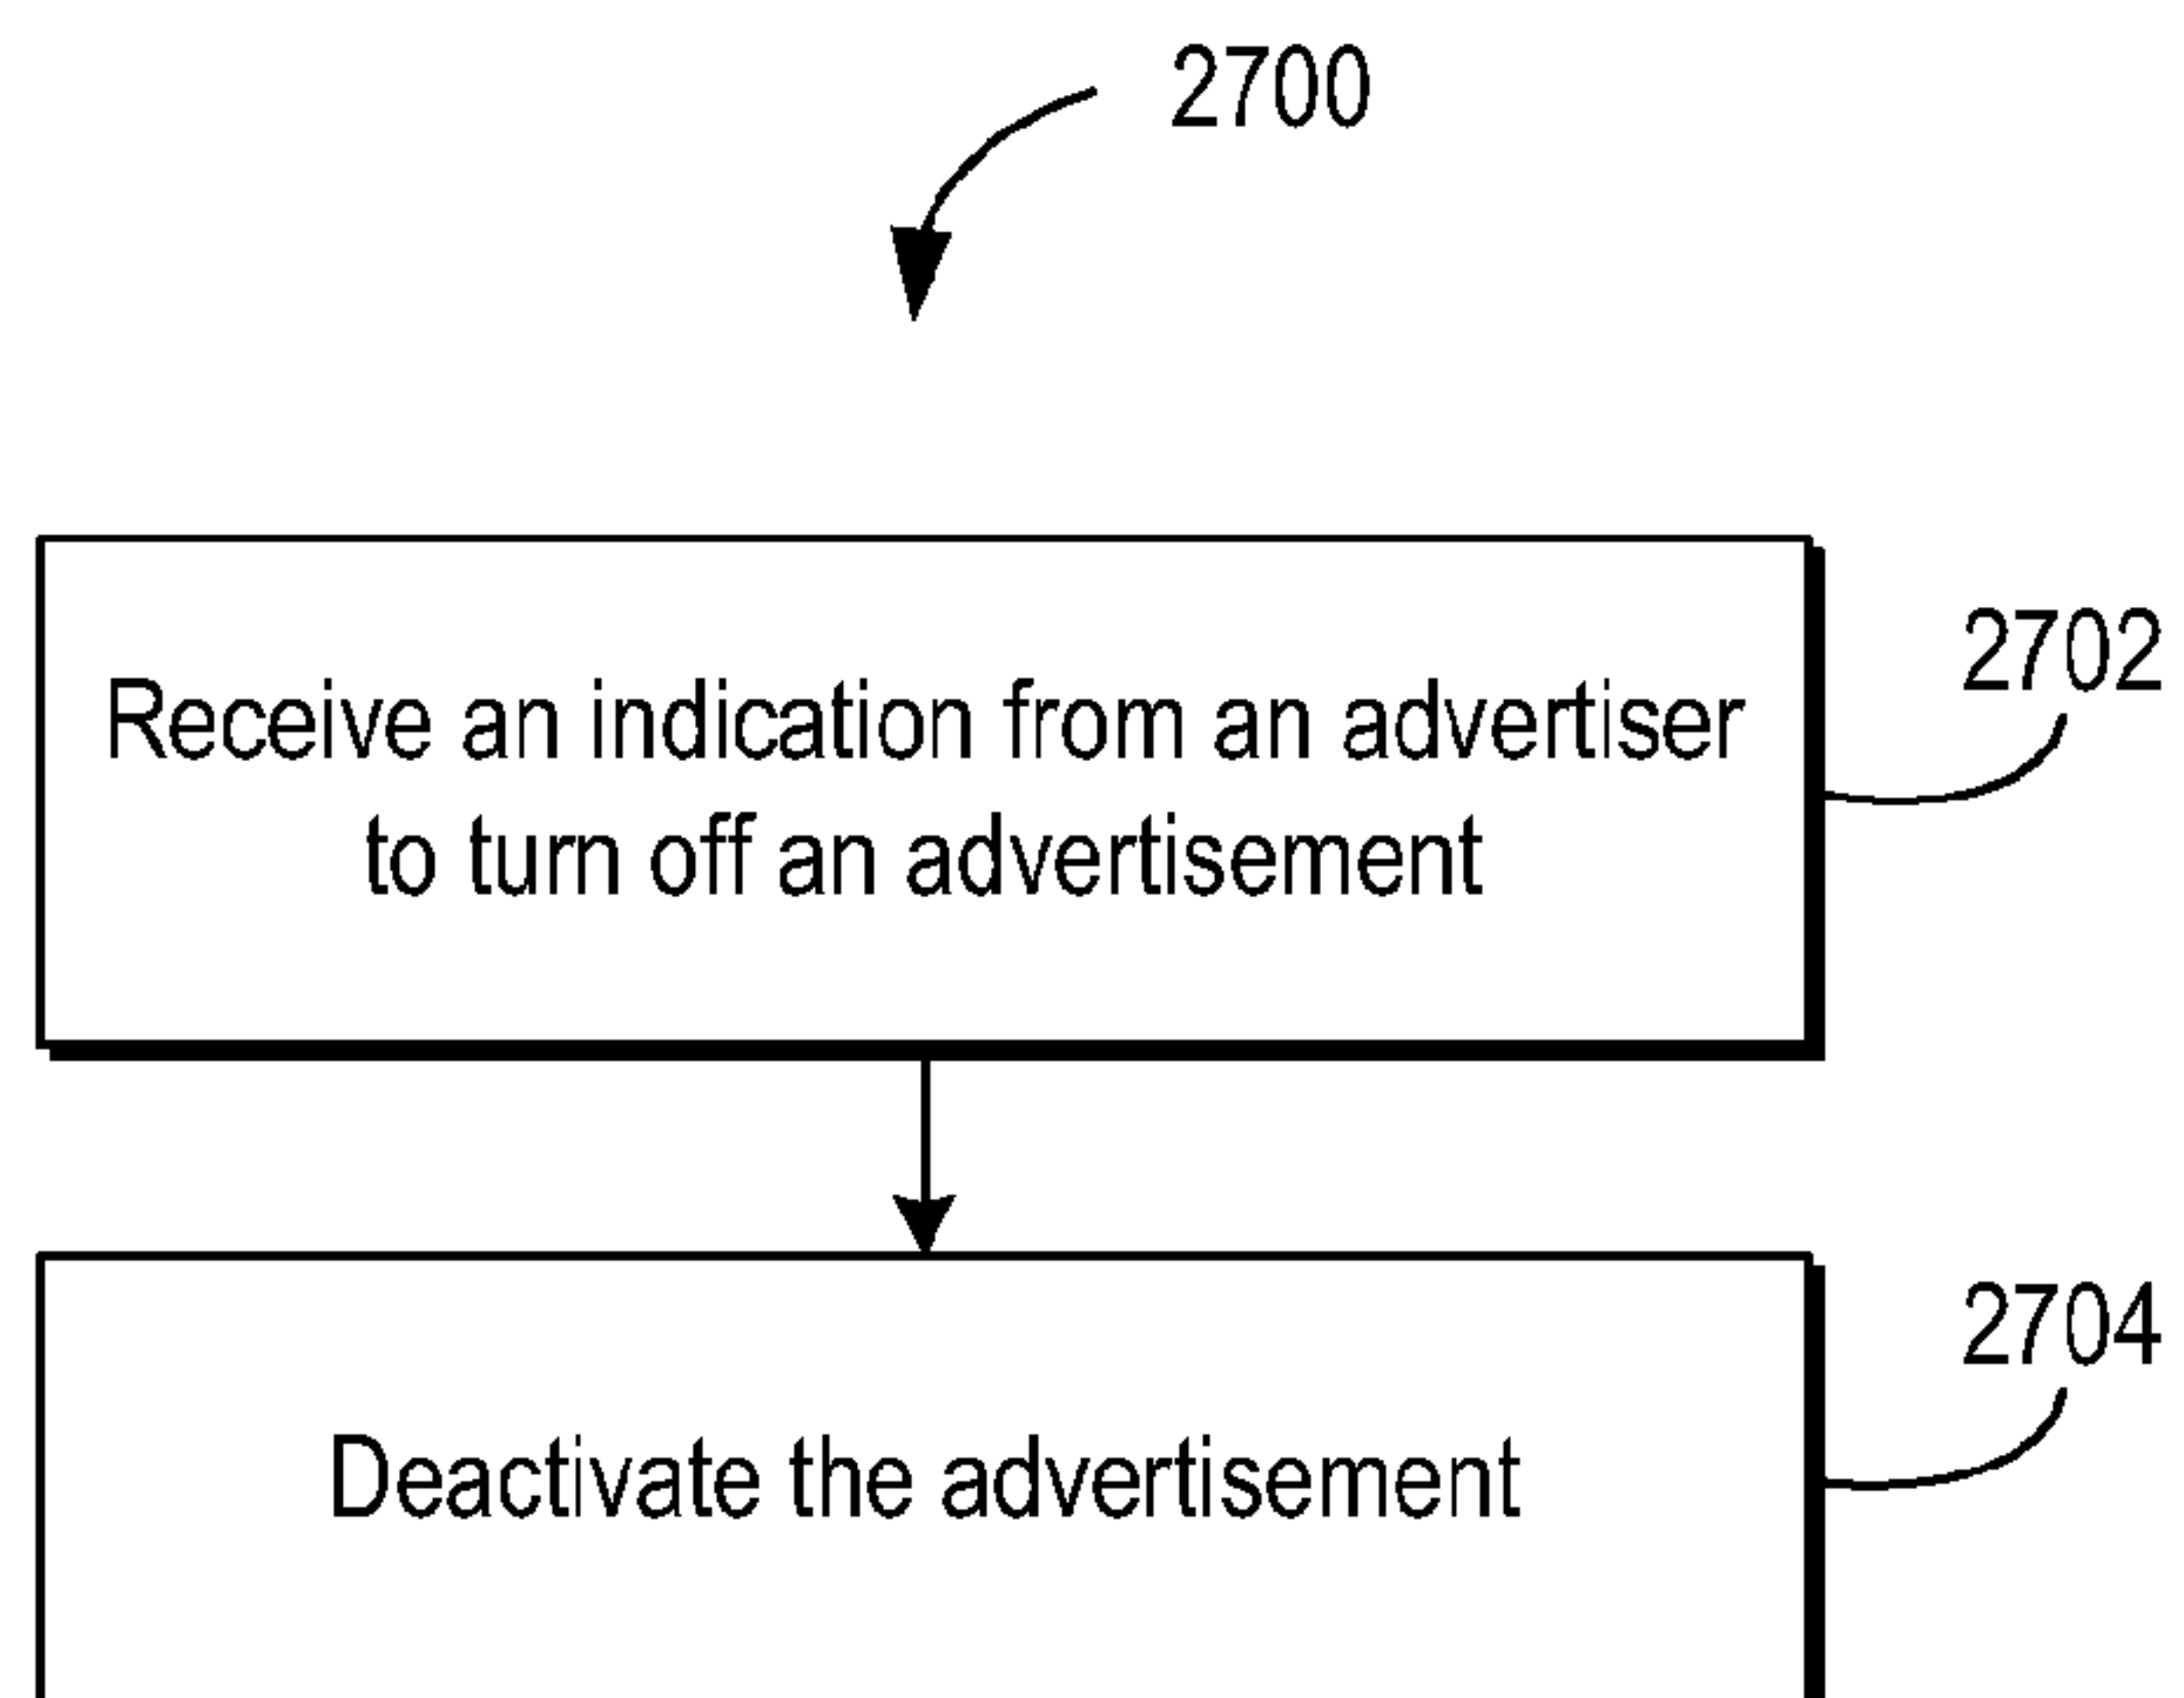 2700
Receive an indication from an advertiser
to turn off an advertisement
2702
Deactivate the advertisement
2704